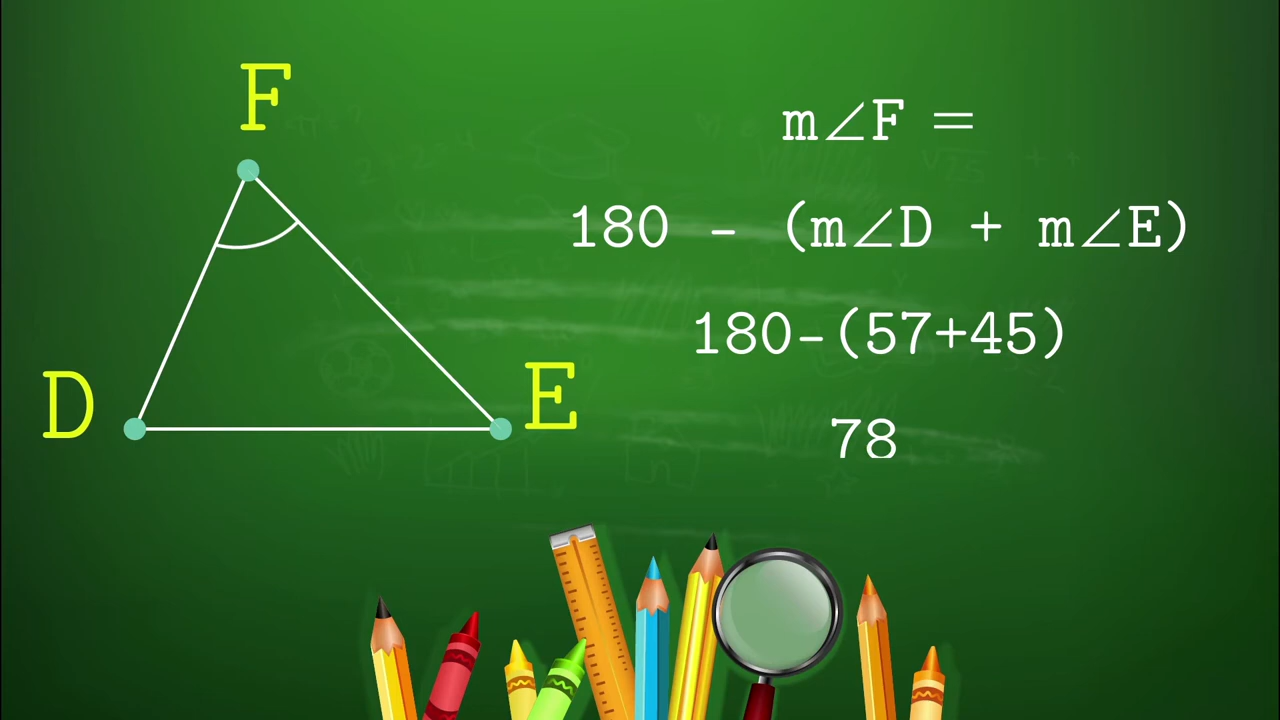 F
D
E
m∠F =
180 - (m∠D + m∠E)
180-(57+45)
78